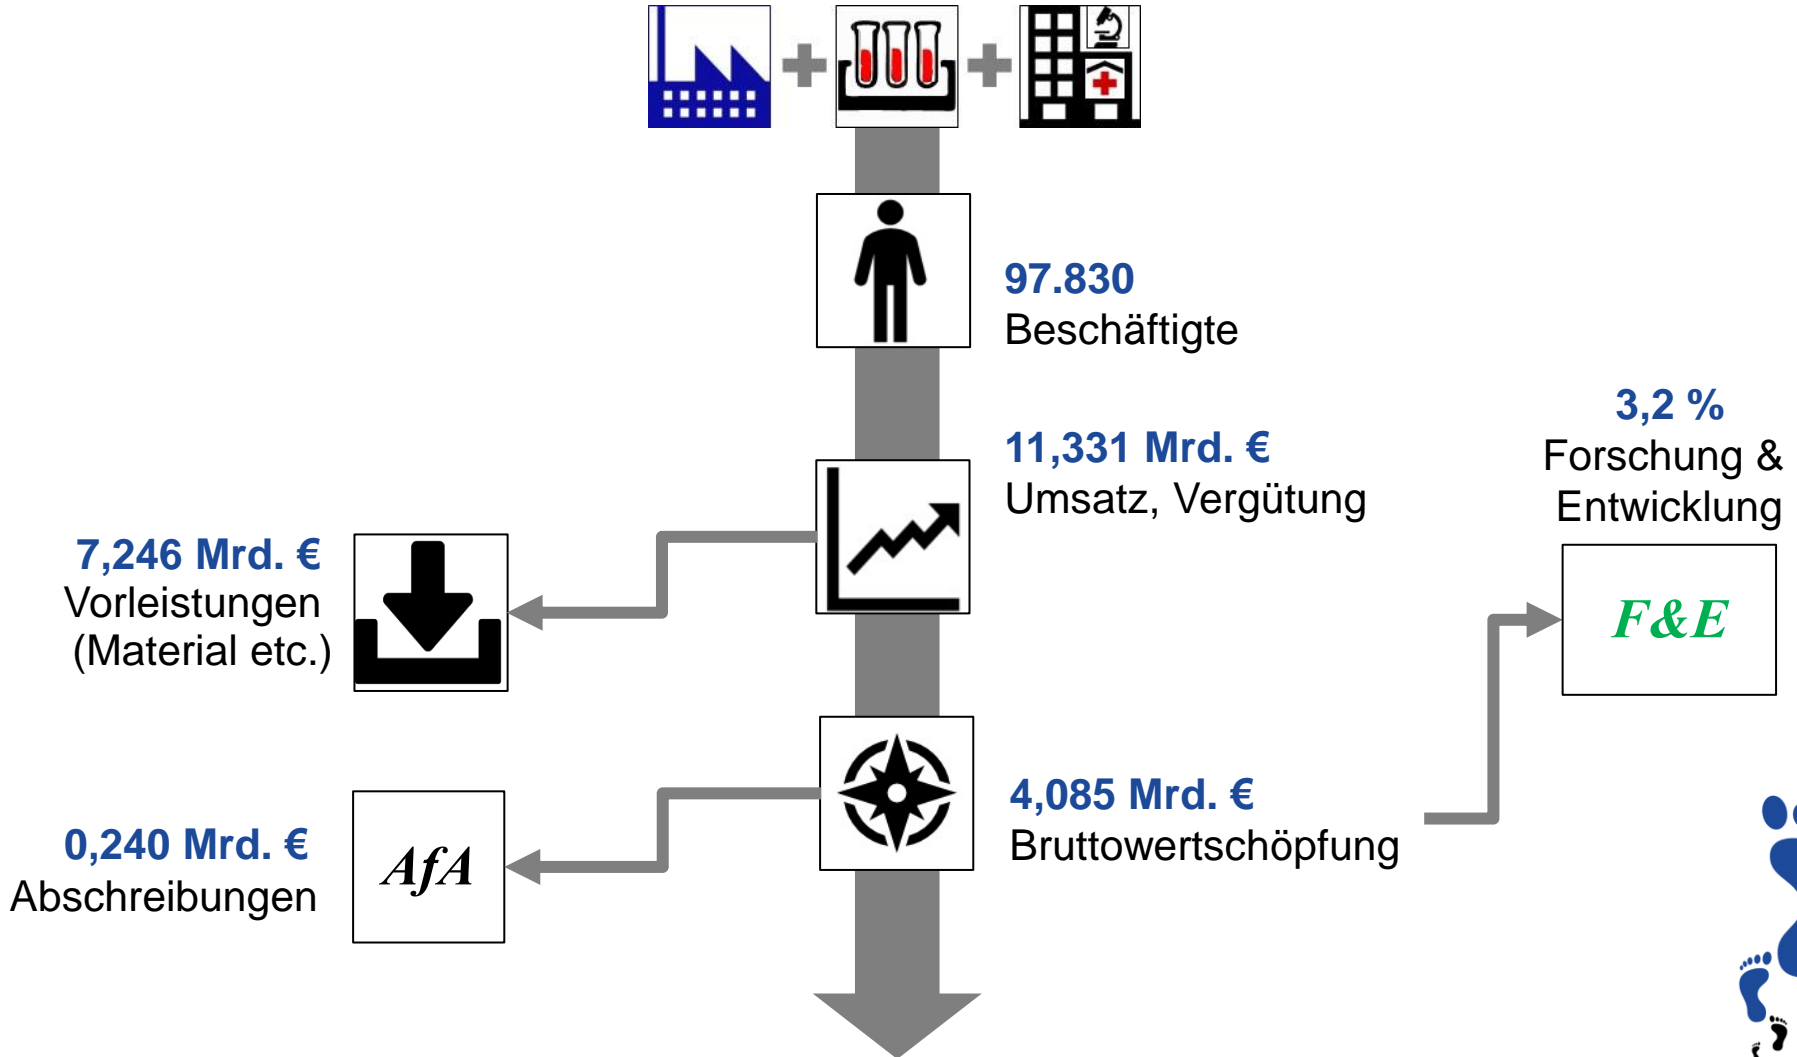 97.830
Beschäftigte
11,331 Mrd. €
Umsatz, Vergütung
3,2 %
Forschung &
Entwicklung
F&E
7,246 Mrd. €
Vorleistungen
(Material etc.)
4,085 Mrd. €
Bruttowertschöpfung
0,240 Mrd. €
Abschreibungen
AfA